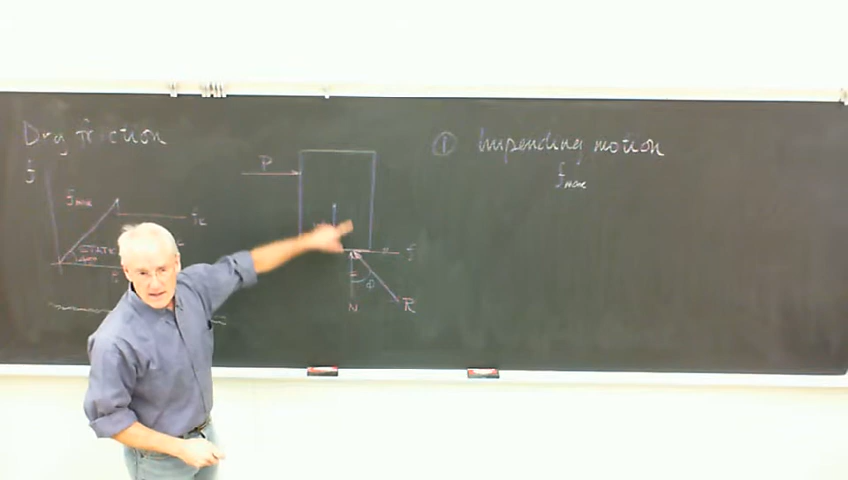 Dry friction
f
fmax
fK
STATIC
P
f
N
Φ
R
① Impending motion
fmax